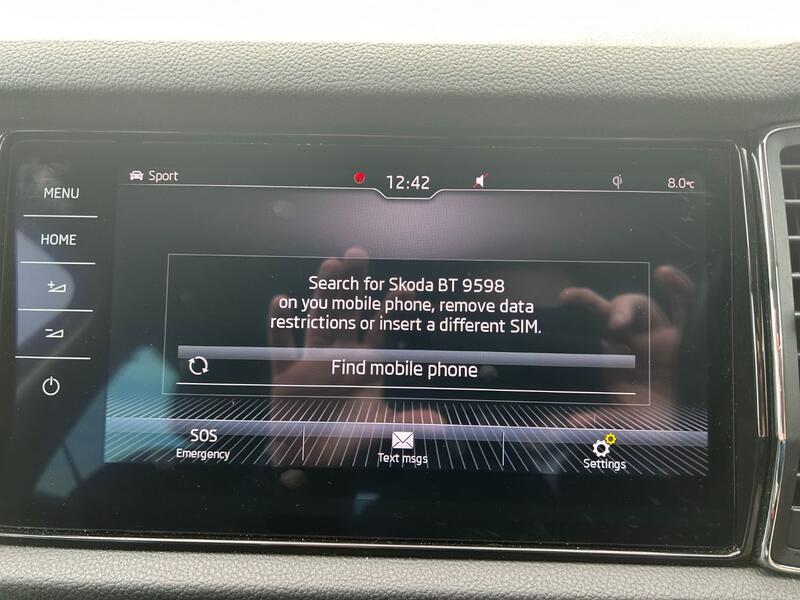 MENU
HOME
Sport
12:42
8.0°C
Search for Skoda BT 9598
on you mobile phone, remove data
restrictions or insert a different SIM.
Find mobile phone
SOS
Emergency
Text msgs
Settings